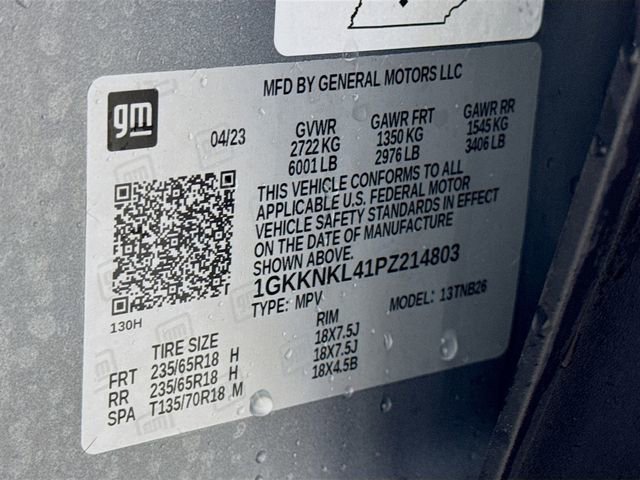 MFD BY GENERAL MOTORS LLC
gm
04/23
GVWR GAWR FRT GAWR RR
2722 KG 1350 KG 1545 KG
6001 LB 2976 LB 3406 LB
THIS VEHICLE CONFORMS TO ALL
APPLICABLE U.S. FEDERAL MOTOR
VEHICLE SAFETY STANDARDS IN EFFECT
ON THE DATE OF MANUFACTURE
SHOWN ABOVE.
1GKKNKL41PZ214803
TYPE: MPV MODEL: 13TNB26
130H
TIRE SIZE RIM
FRT 235/65R18 H 18X7.5J
RR 235/65R18 H 18X7.5J
SPA T135/70R18 M 18X4.5B